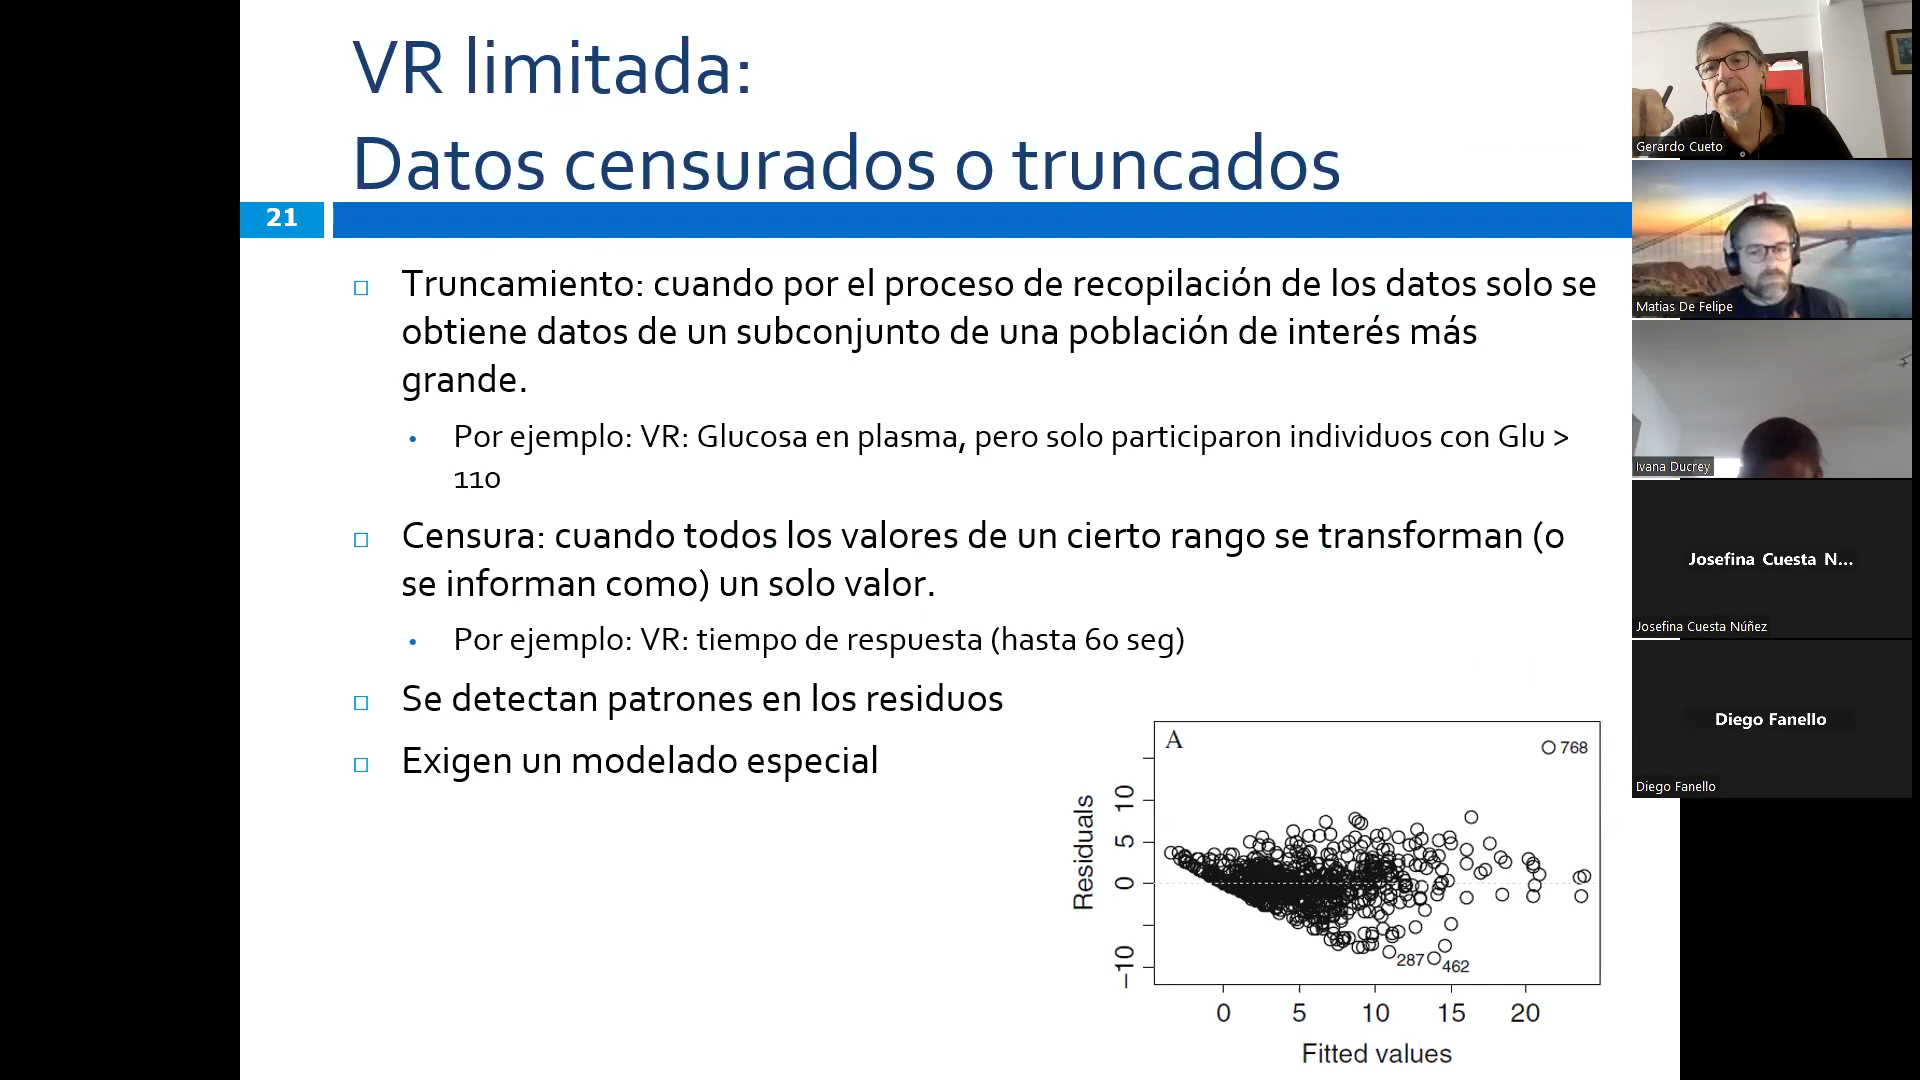 VR limitada:
Datos censurados o truncados
21
□ Truncamiento: cuando por el proceso de recopilación de los datos solo se
obtiene datos de un subconjunto de una población de interés más
grande.
• Por ejemplo: VR: Glucosa en plasma, pero solo participaron individuos con Glu >
110
□ Censura: cuando todos los valores de un cierto rango se transforman (o
se informan como) un solo valor.
• Por ejemplo: VR: tiempo de respuesta (hasta 60 seg)
□ Se detectan patrones en los residuos
□ Exigen un modelado especial
A
768
287
462
Residuals
10
5
0
−10
0 5 10 15 20
Fitted values
Gerardo Cueto
Matias De Felipe
Ivana Ducrey
Josefina Cuesta N...
Josefina Cuesta Núñez
Diego Fanello
Diego Fanello